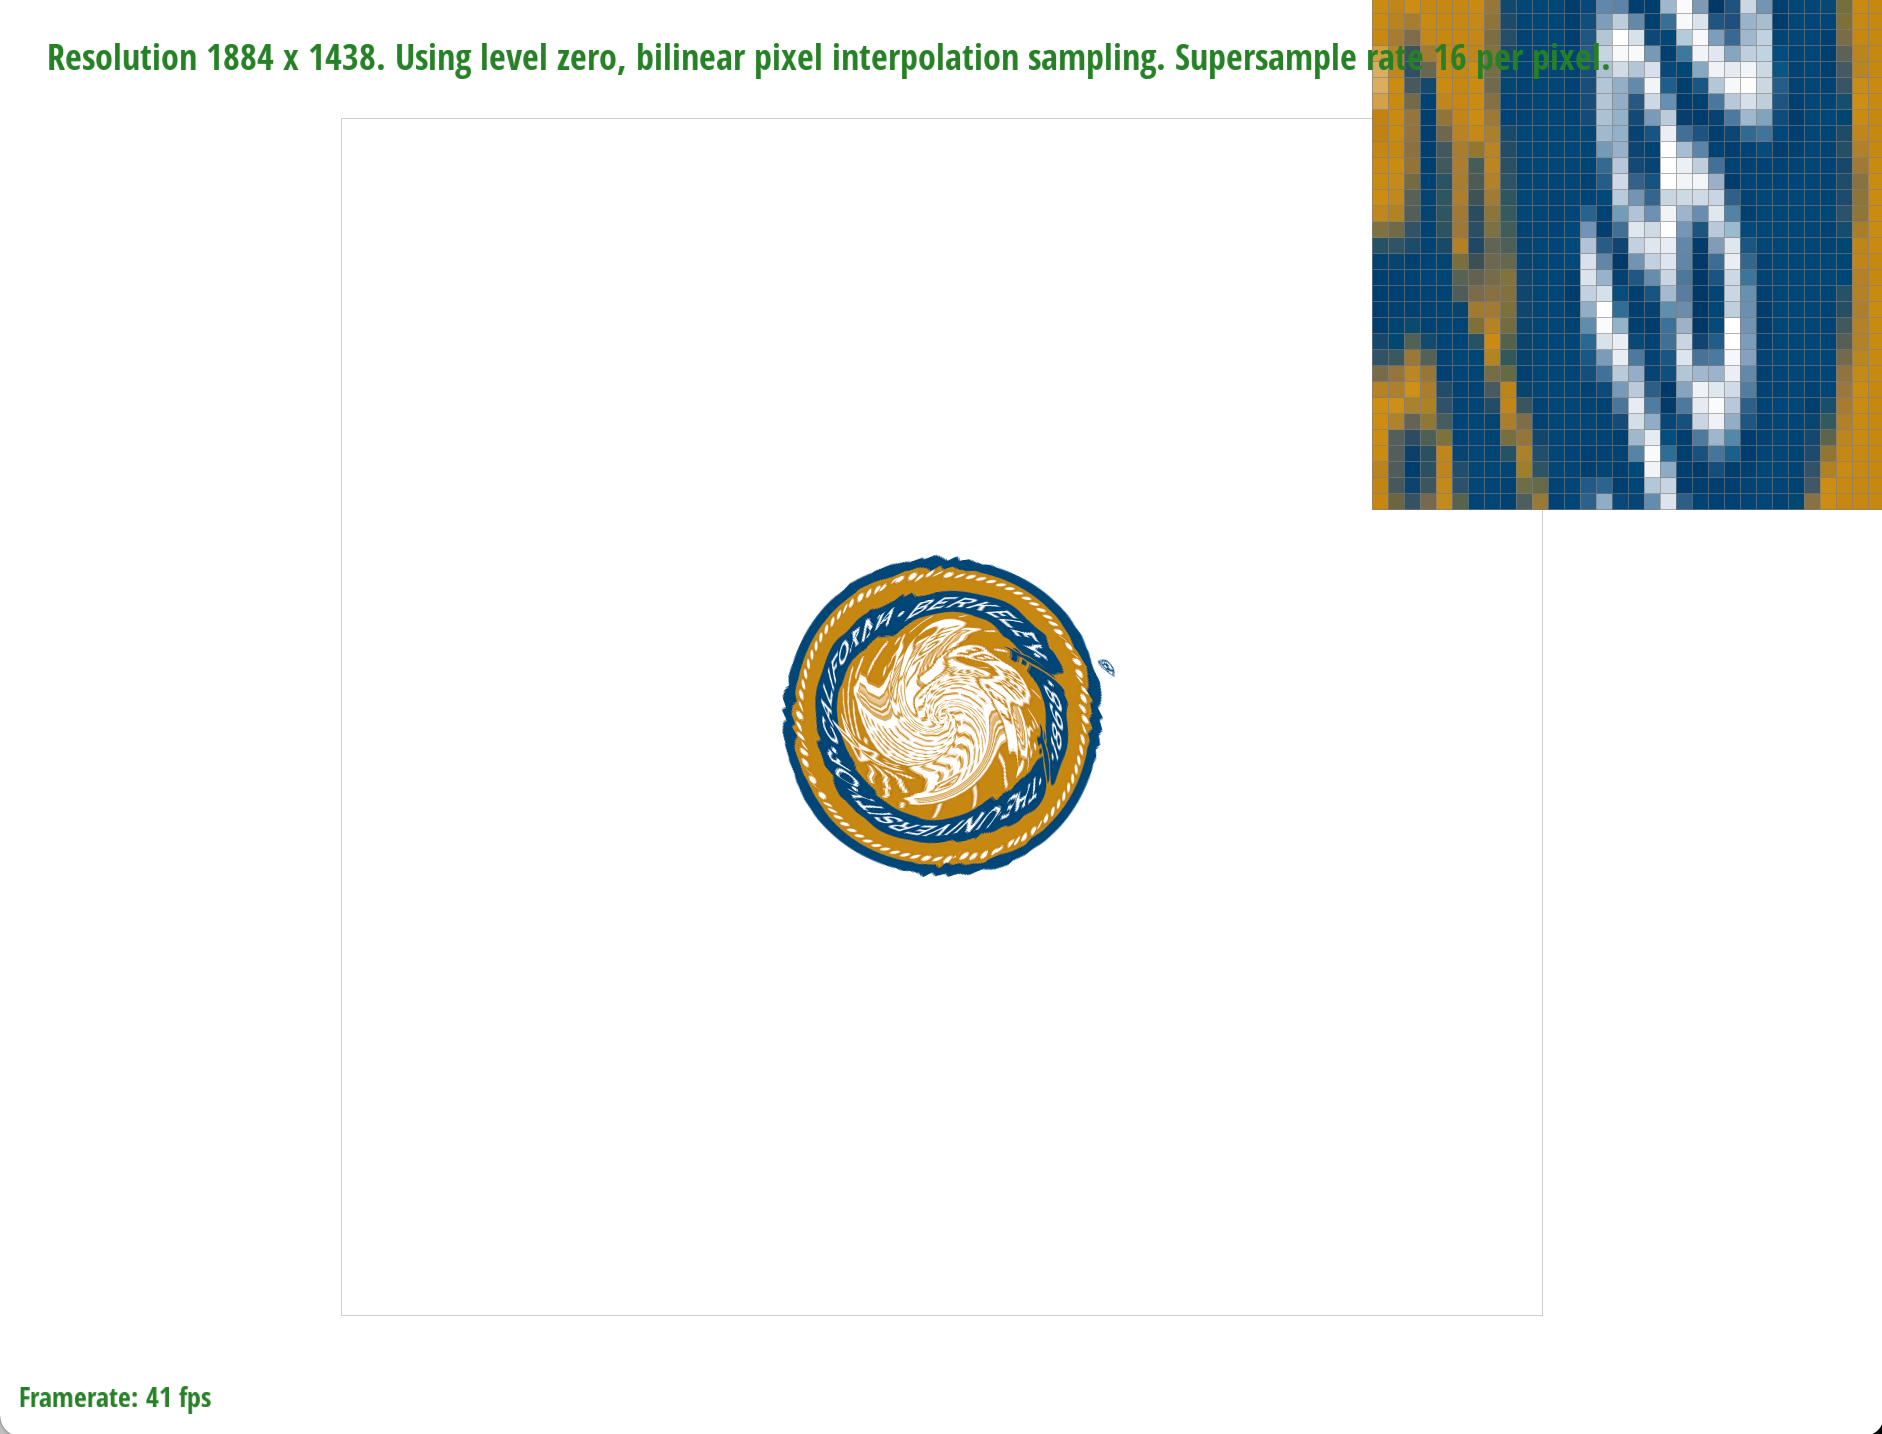 Resolution 1884 x 1438. Using level zero, bilinear pixel interpolation sampling. Supersample rate 16 per pixel.
CALIFORNIA · BERKELEY
·1868·
THE UNIVERSITY OF
Framerate: 41 fps